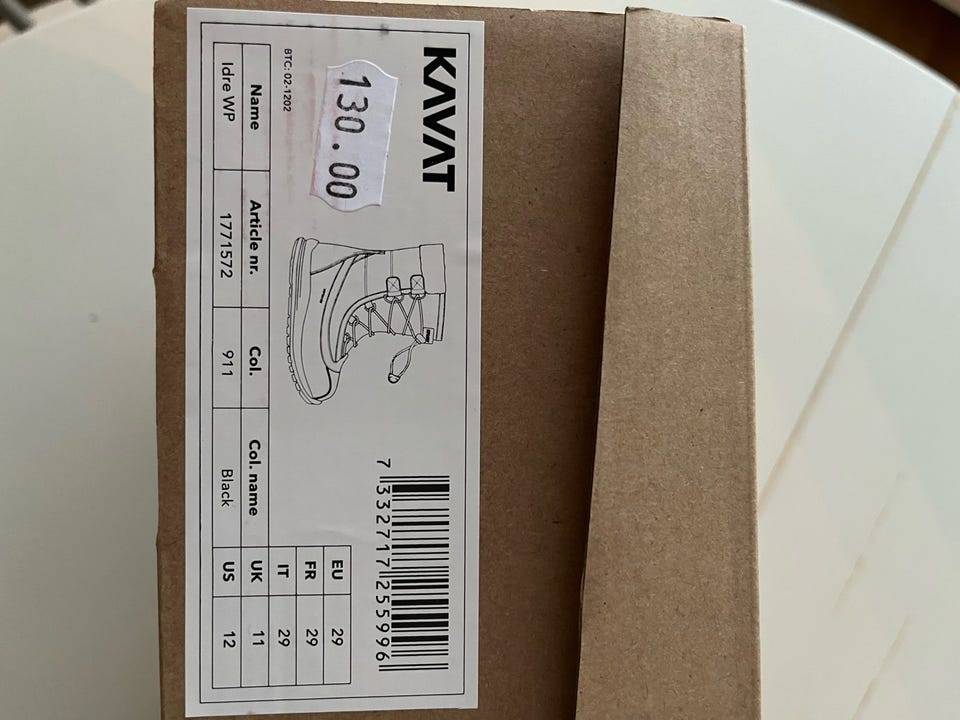 KAVAT
130.00
BTC: 02-1202
7 332717 255996
EU 29
FR 29
IT 29
Name Article nr. Col. Col. name UK 11
Idre WP 1771572 911 Black US 12